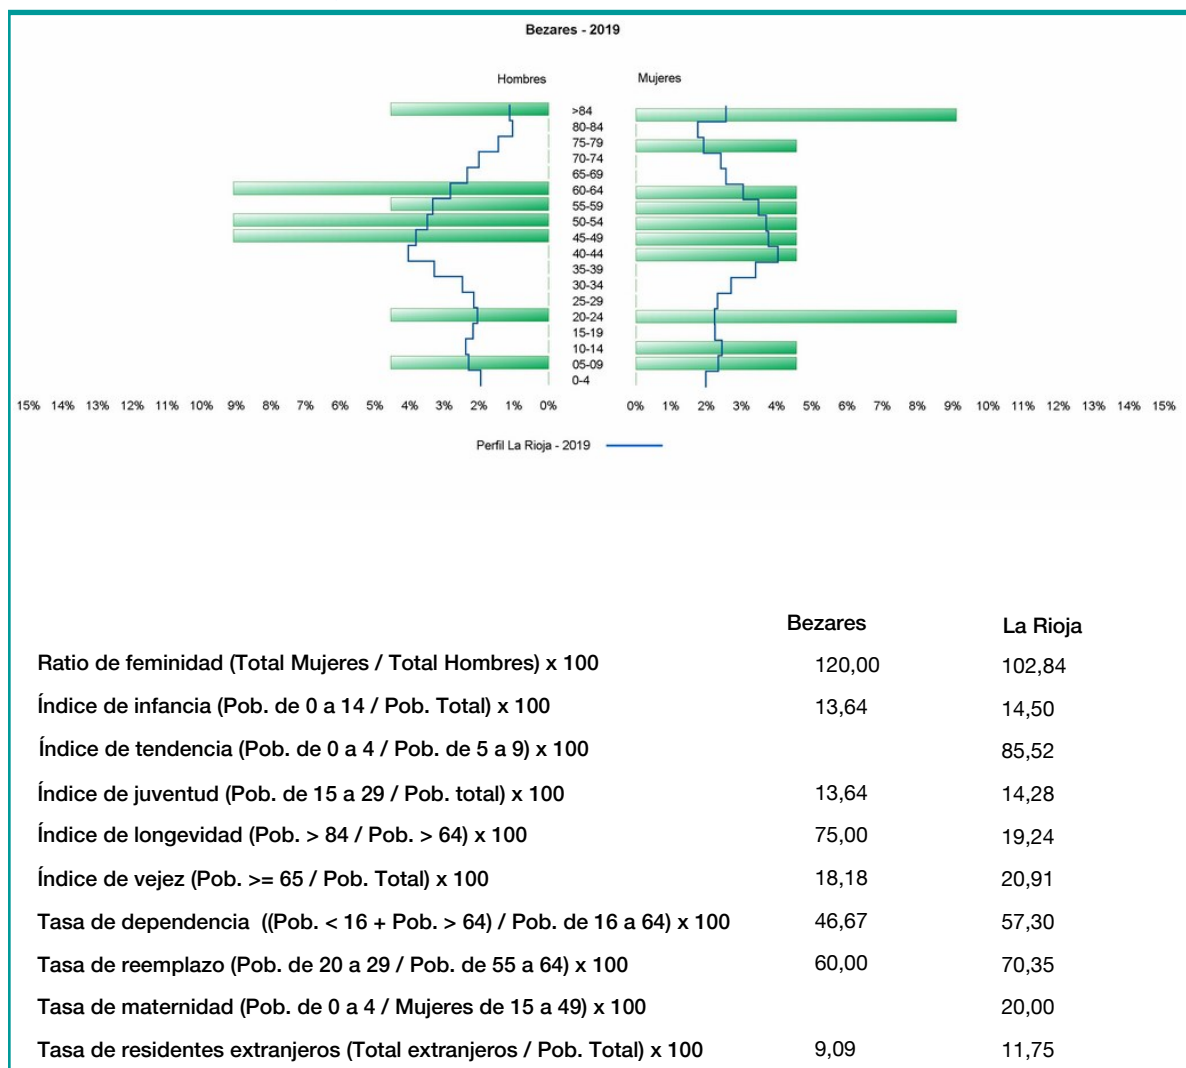 Bezares - 2019
Hombres Mujeres
>84
80-84
75-79
70-74
65-69
60-64
55-59
50-54
45-49
40-44
35-39
30-34
25-29
20-24
15-19
10-14
05-09
0-4
15% 14% 13% 12% 11% 10% 9% 8% 7% 6% 5% 4% 3% 2% 1% 0% 0% 1% 2% 3% 4% 5% 6% 7% 8% 9% 10% 11% 12% 13% 14% 15%
Perfil La Rioja - 2019
Bezares La Rioja
Ratio de feminidad (Total Mujeres / Total Hombres) x 100 120,00 102,84
Índice de infancia (Pob. de 0 a 14 / Pob. Total) x 100 13,64 14,50
Índice de tendencia (Pob. de 0 a 4 / Pob. de 5 a 9) x 100 85,52
Índice de juventud (Pob. de 15 a 29 / Pob. total) x 100 13,64 14,28
Índice de longevidad (Pob. > 84 / Pob. > 64) x 100 75,00 19,24
Índice de vejez (Pob. >= 65 / Pob. Total) x 100 18,18 20,91
Tasa de dependencia ((Pob. < 16 + Pob. > 64) / Pob. de 16 a 64) x 100 46,67 57,30
Tasa de reemplazo (Pob. de 20 a 29 / Pob. de 55 a 64) x 100 60,00 70,35
Tasa de maternidad (Pob. de 0 a 4 / Mujeres de 15 a 49) x 100 20,00
Tasa de residentes extranjeros (Total extranjeros / Pob. Total) x 100 9,09 11,75